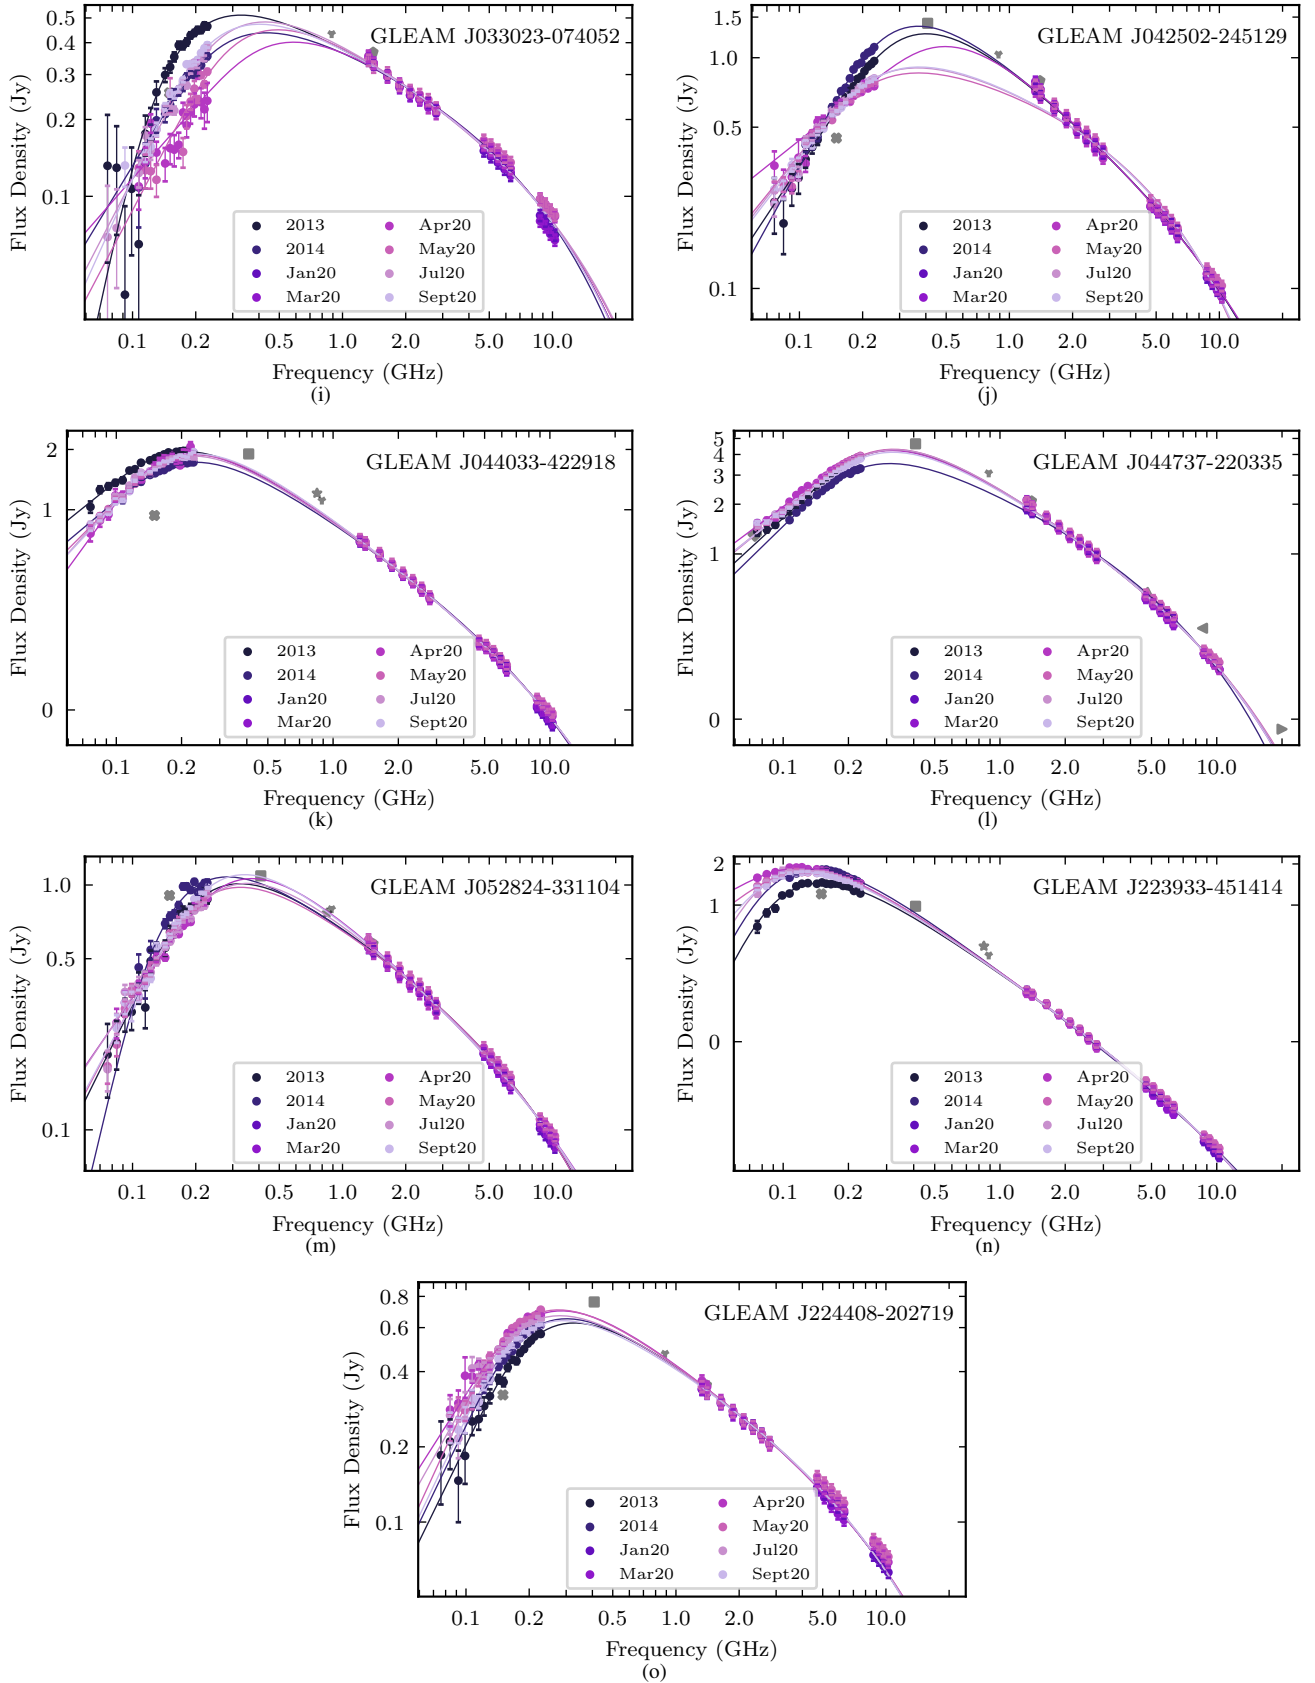 GLEAM J033023-074052
0.5
0.4
0.3
0.2
0.1
Flux Density (Jy)
2013
2014
Jan20
Mar20
Apr20
May20
Jul20
Sept20
0.1 0.2 0.5 1.0 2.0 5.0 10.0
Frequency (GHz)
(i)
GLEAM J042502-245129
1.5
1.0
0.5
0.1
Flux Density (Jy)
2013
2014
Jan20
Mar20
Apr20
May20
Jul20
Sept20
0.1 0.2 0.5 1.0 2.0 5.0 10.0
Frequency (GHz)
(j)
GLEAM J044033-422918
2
1
0
Flux Density (Jy)
2013
2014
Jan20
Mar20
Apr20
May20
Jul20
Sept20
0.1 0.2 0.5 1.0 2.0 5.0 10.0
Frequency (GHz)
(k)
GLEAM J044737-220335
5
4
3
2
1
0
Flux Density (Jy)
2013
2014
Jan20
Mar20
Apr20
May20
Jul20
Sept20
0.1 0.2 0.5 1.0 2.0 5.0 10.0
Frequency (GHz)
(l)
GLEAM J052824-331104
1.0
0.5
0.1
Flux Density (Jy)
2013
2014
Jan20
Mar20
Apr20
May20
Jul20
Sept20
0.1 0.2 0.5 1.0 2.0 5.0 10.0
Frequency (GHz)
(m)
GLEAM J223933-451414
2
1
0
Flux Density (Jy)
2013
2014
Jan20
Mar20
Apr20
May20
Jul20
Sept20
0.1 0.2 0.5 1.0 2.0 5.0 10.0
Frequency (GHz)
(n)
GLEAM J224408-202719
0.8
0.6
0.4
0.2
0.1
Flux Density (Jy)
2013
2014
Jan20
Mar20
Apr20
May20
Jul20
Sept20
0.1 0.2 0.5 1.0 2.0 5.0 10.0
Frequency (GHz)
(o)